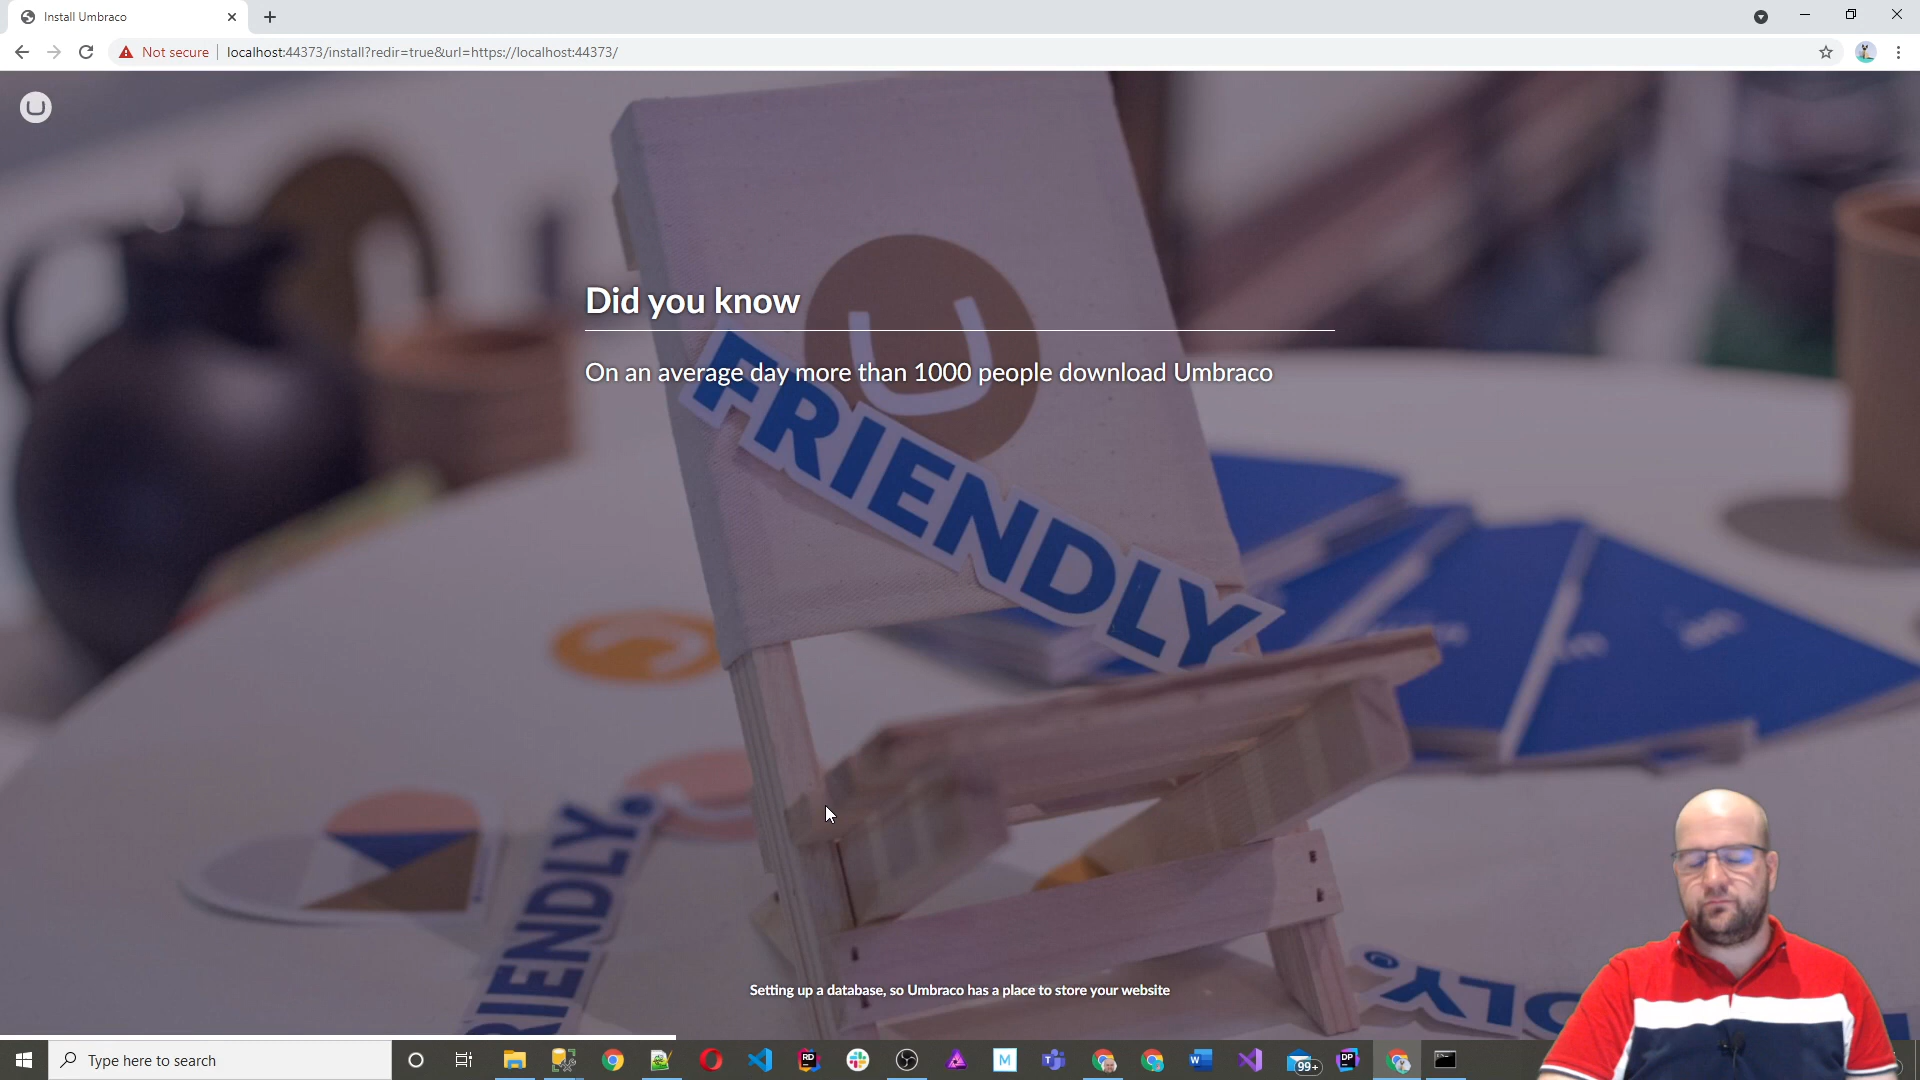 Install Umbraco
Not secure
localhost:44373/install?redir=true&url=https://localhost:44373/
Did you know
On an average day more than 1000 people download Umbraco
FRIENDLY
FRIENDLY.
Setting up a database, so Umbraco has a place to store your website
Type here to search
RD
M
W
99+
DP